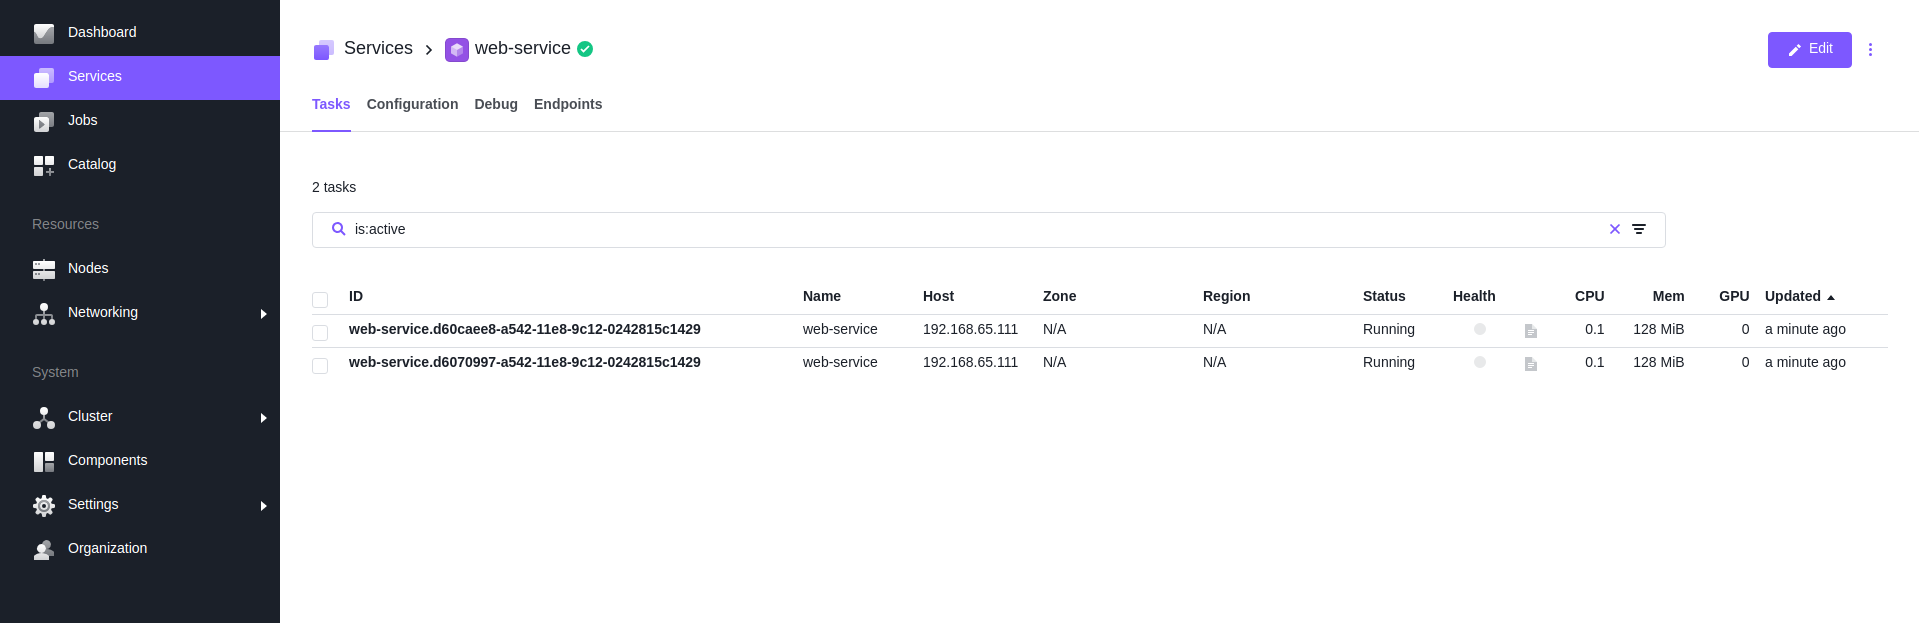 Dashboard
Services
Jobs
Catalog
Resources
Nodes
Networking
System
Cluster
Components
Settings
Organization
Services web-service
Edit
Tasks Configuration Debug Endpoints
2 tasks
is:active
ID Name Host Zone Region Status Health CPU Mem GPU Updated
web-service.d60caee8-a542-11e8-9c12-0242815c1429 web-service 192.168.65.111 N/A N/A Running 0.1 128 MiB 0 a minute ago
web-service.d6070997-a542-11e8-9c12-0242815c1429 web-service 192.168.65.111 N/A N/A Running 0.1 128 MiB 0 a minute ago